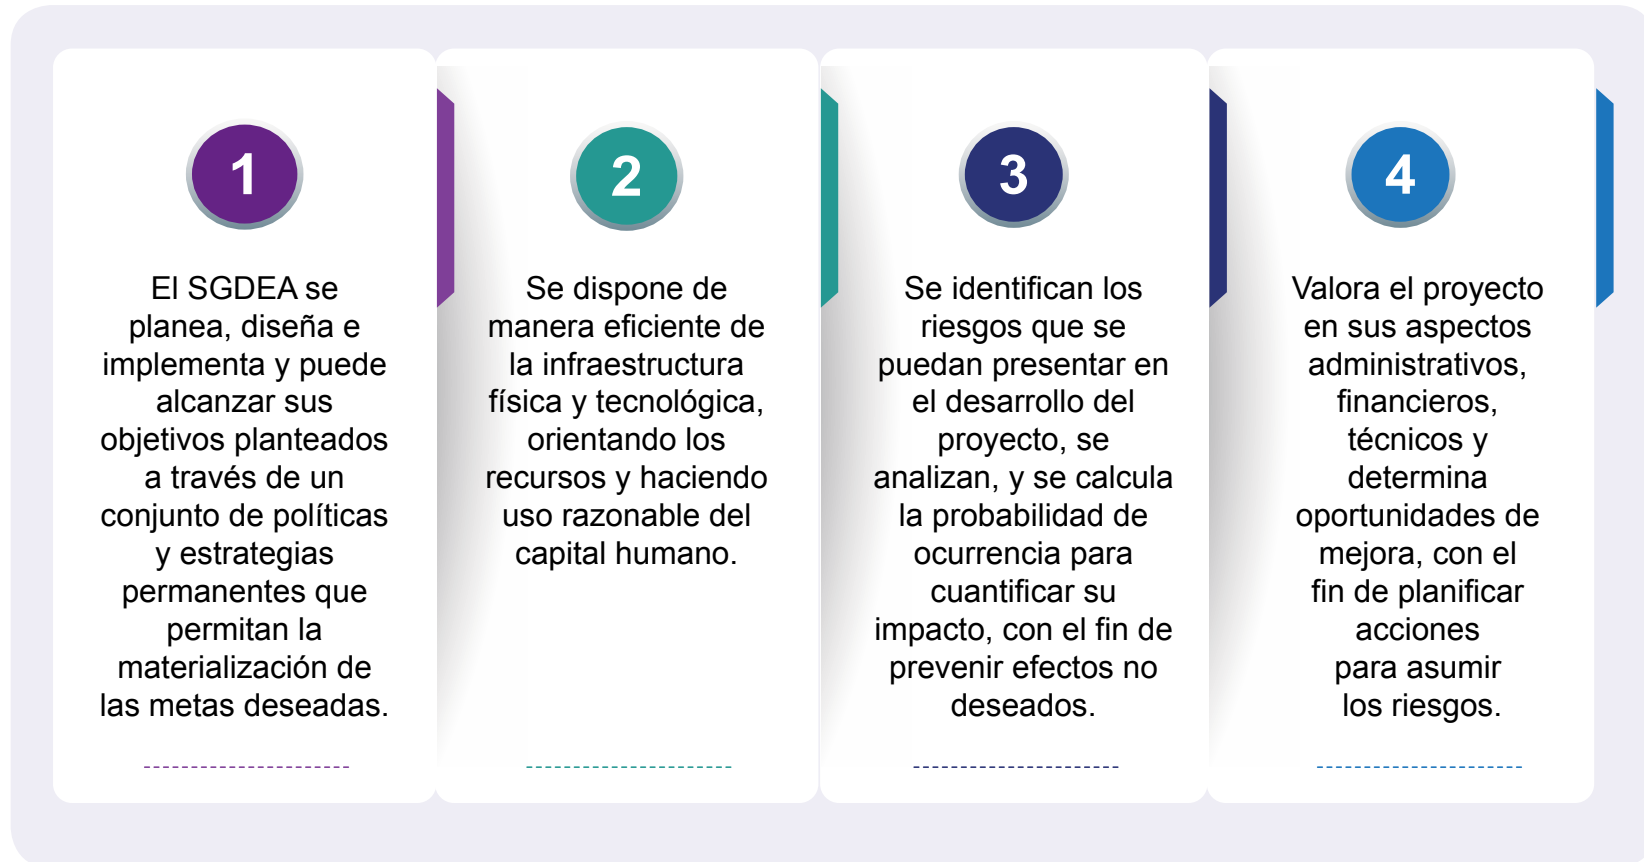 1
El SGDEA se
planea, diseña e
implementa y puede
alcanzar sus
objetivos planteados
a través de un
conjunto de políticas
y estrategias
permanentes que
permitan la
materialización de
las metas deseadas.
2
Se dispone de
manera eficiente de
la infraestructura
física y tecnológica,
orientando los
recursos y haciendo
uso razonable del
capital humano.
3
Se identifican los
riesgos que se
puedan presentar en
el desarrollo del
proyecto, se
analizan, y se calcula
la probabilidad de
ocurrencia para
cuantificar su
impacto, con el fin de
prevenir efectos no
deseados.
4
Valora el proyecto
en sus aspectos
administrativos,
financieros,
técnicos y
determina
oportunidades de
mejora, con el
fin de planificar
acciones
para asumir
los riesgos.